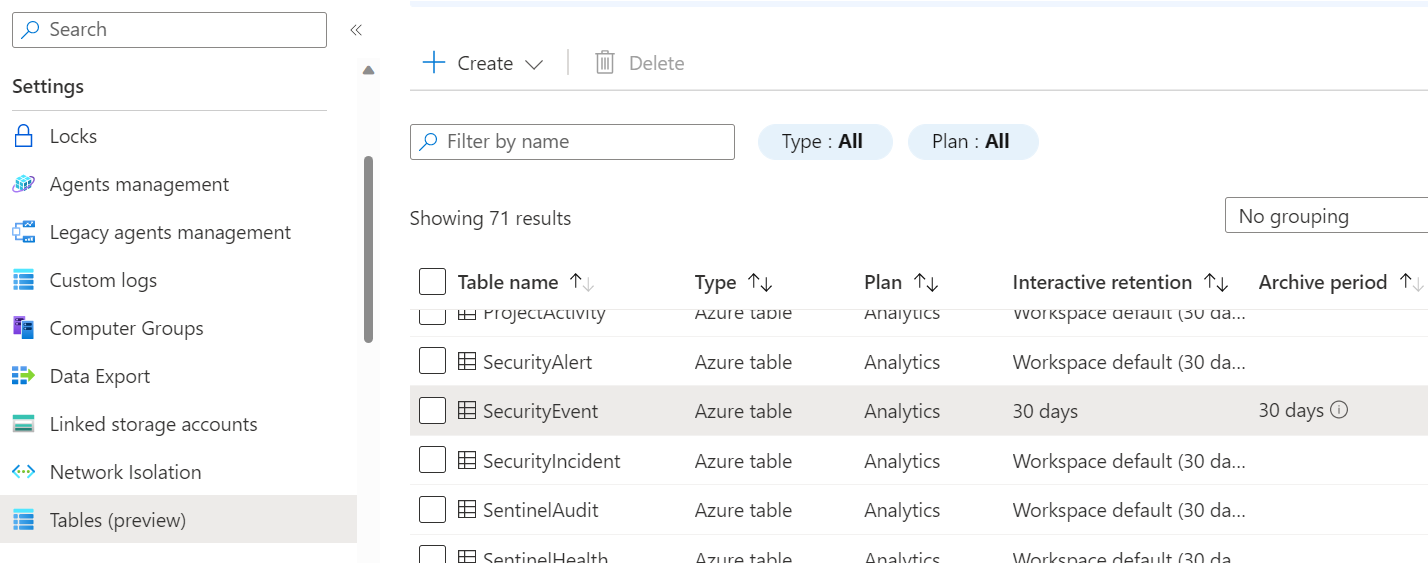 Search
«
Settings
Locks
Agents management
Legacy agents management
Custom logs
Computer Groups
Data Export
Linked storage accounts
Network Isolation
Tables (preview)
Create
Delete
Filter by name
Type : All
Plan : All
Showing 71 results
No grouping
Table name Type Plan Interactive retention Archive period
ProjectActivity Azure table Analytics Workspace default (30 da...
SecurityAlert Azure table Analytics Workspace default (30 da...
SecurityEvent Azure table Analytics 30 days 30 days
SecurityIncident Azure table Analytics Workspace default (30 da...
SentinelAudit Azure table Analytics Workspace default (30 da...
SentinelHealth Azure table Analytics Workspace default (30 da...